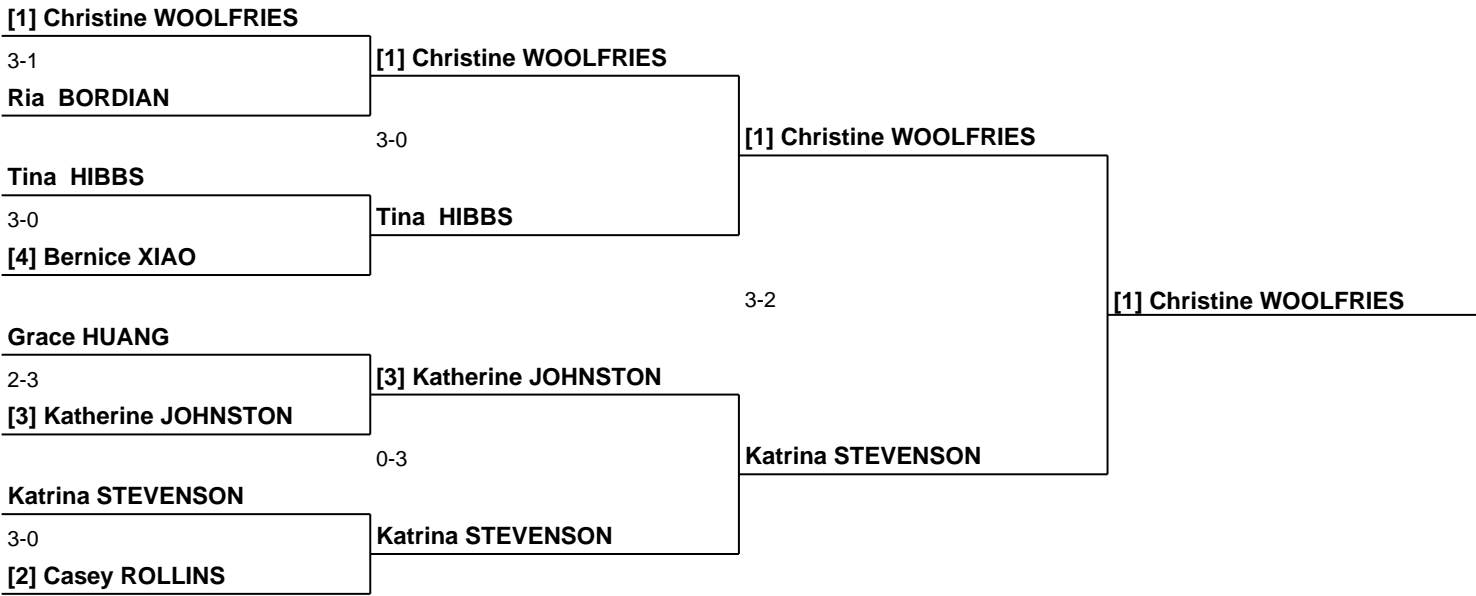 [1] Christine WOOLFRIES
3-1
[1] Christine WOOLFRIES
Ria  BORDIAN
3-0
[1] Christine WOOLFRIES
Tina  HIBBS
3-0
Tina  HIBBS
[4] Bernice XIAO
3-2
[1] Christine WOOLFRIES
Grace HUANG
2-3
[3] Katherine JOHNSTON
[3] Katherine JOHNSTON
0-3
Katrina STEVENSON
Katrina STEVENSON
3-0
Katrina STEVENSON
[2] Casey ROLLINS